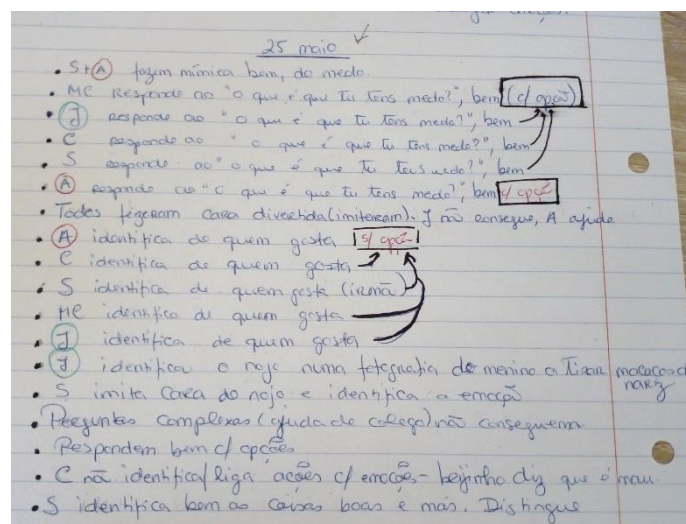 25 maio
• S+A fazem mímica bem, do medo.
• MC Responde ao "o que é que tu tens medo?", bem (c/ opção)
• J responde ao "o que é que tu tens medo?", bem
• C responde ao "o que é que tu tens medo?", bem
• S responde ao "o que é que tu tens medo?", bem
• A responde ao "o que é que tu tens medo?", bem c/ opção
• Todes fizeram cara divertida (imitaram). J não consegue, A ajuda
• A identifica de quem gosta s/ opção
• C identifica de quem gosta
• S identifica de quem gosta (irmã)
• MC identifica de quem gosta
• J identifica de quem gosta
• J identifica o nojo numa fotografia do menino a tirar macacos do nariz
• S imita cara do nojo e identifica a emoção
• Perguntas complexas (ajuda de colega) não conseguem.
• Respondem bem c/ opções
• C não identifica/liga acões c/ emoções - beijinho diz que é mau.
• S identifica bem as coisas boas e más. Distingue